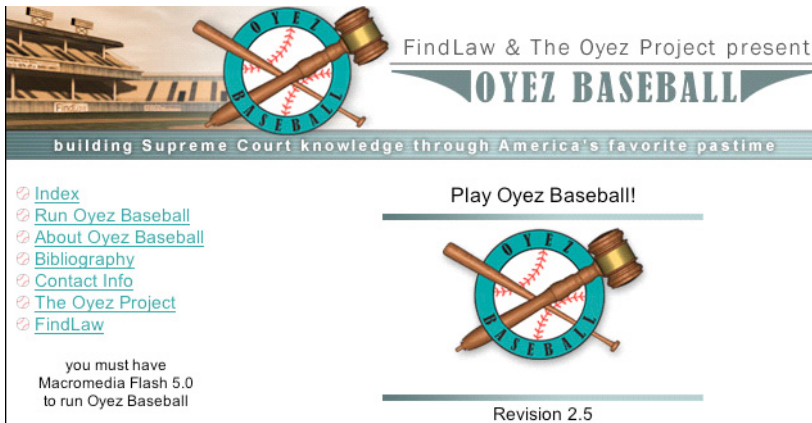 OYEZ
BASEBALL
FindLaw
FindLaw & The Oyez Project present
OYEZ BASEBALL
building Supreme Court knowledge through America's favorite pastime
Index
Run Oyez Baseball
About Oyez Baseball
Bibliography
Contact Info
The Oyez Project
FindLaw
you must have
Macromedia Flash 5.0
to run Oyez Baseball
Play Oyez Baseball!
OYEZ
BASEBALL
Revision 2.5